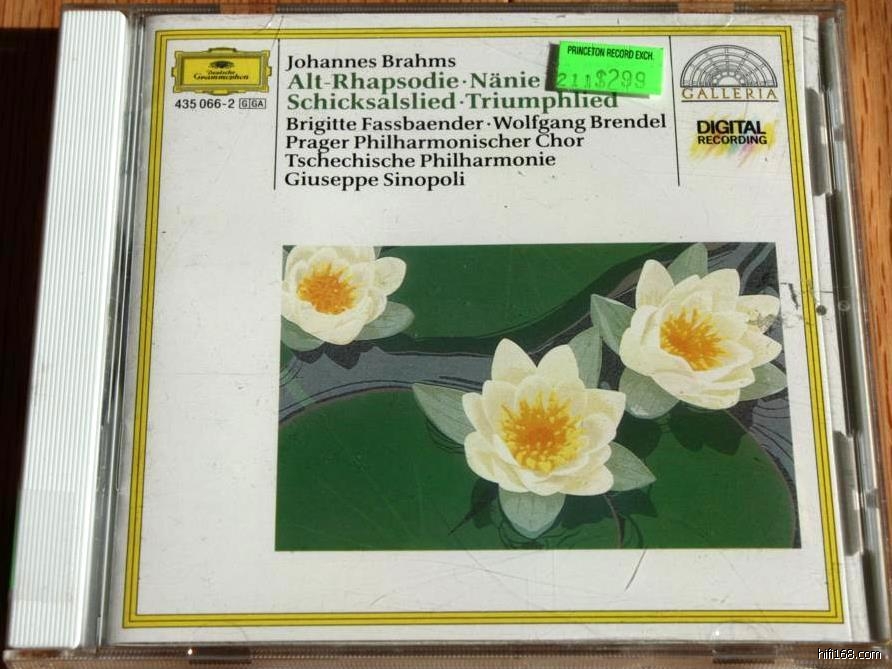 Deutsche
Grammophon
435 066-2 GGA
Johannes Brahms
Alt-Rhapsodie·Nänie
Schicksalslied·Triumphlied
Brigitte Fassbaender·Wolfgang Brendel
Prager Philharmonischer Chor
Tschechische Philharmonie
Giuseppe Sinopoli
PRINCETON RECORD EXCH.
$2.99
GALLERIA
DIGITAL
RECORDING
hifi168.com